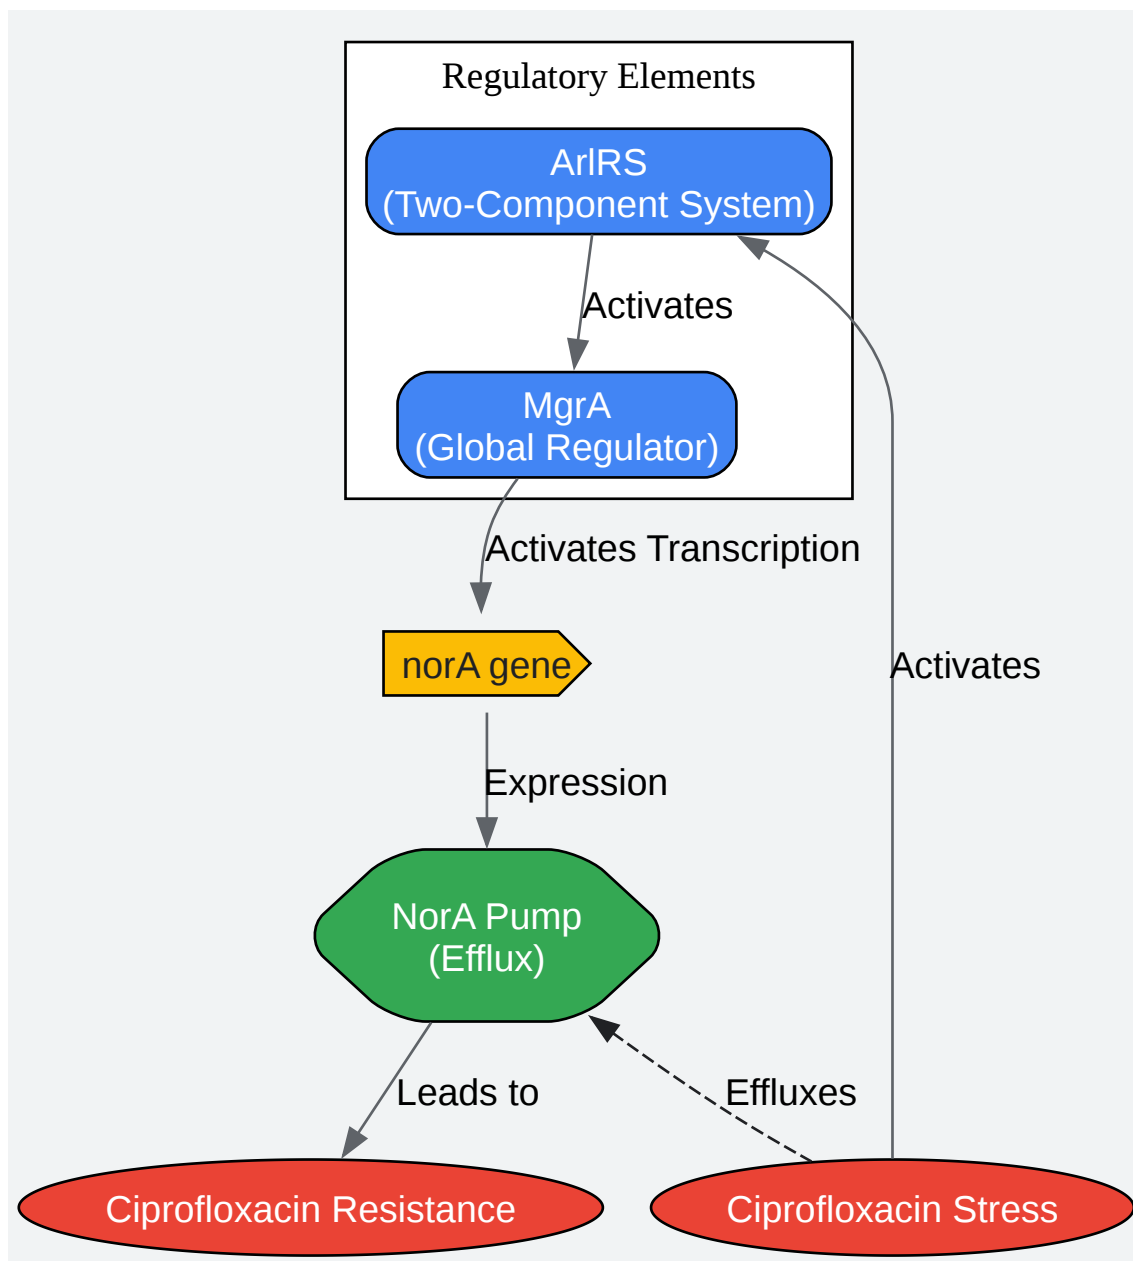 Regulatory Elements
ArlRS
(Two-Component System)
Activates
MgrA
(Global Regulator)
Activates Transcription
norA gene
Activates
Expression
NorA Pump
(Efflux)
Leads to
Effluxes
Ciprofloxacin Resistance
Ciprofloxacin Stress